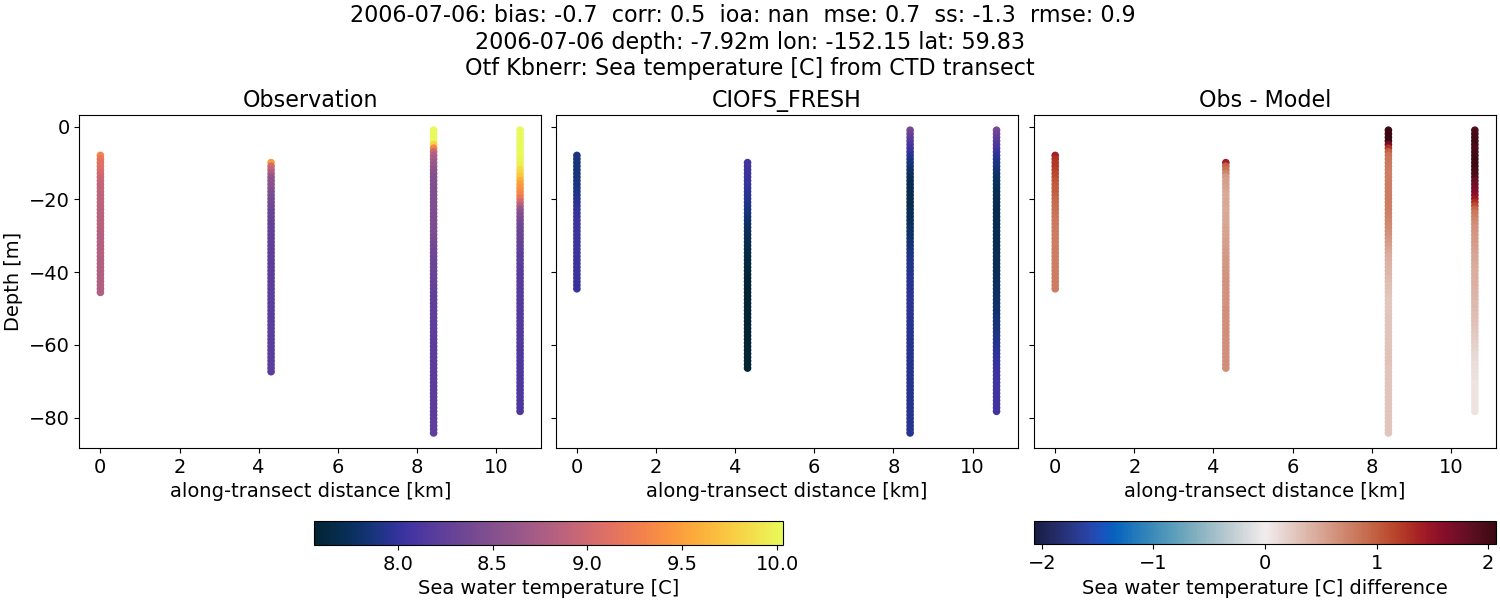 2006-07-06: bias: -0.7  corr: 0.5  ioa: nan  mse: 0.7  ss: -1.3  rmse: 0.9
2006-07-06 depth: -7.92m lon: -152.15 lat: 59.83
Otf Kbnerr: Sea temperature [C] from CTD transect
Observation
CIOFS_FRESH
Obs - Model
Depth [m]
0
−20
−40
−60
−80
0 2 4 6 8 10
0 2 4 6 8 10
0 2 4 6 8 10
along-transect distance [km]
along-transect distance [km]
along-transect distance [km]
8.0 8.5 9.0 9.5 10.0
Sea water temperature [C]
−2 −1 0 1 2
Sea water temperature [C] difference